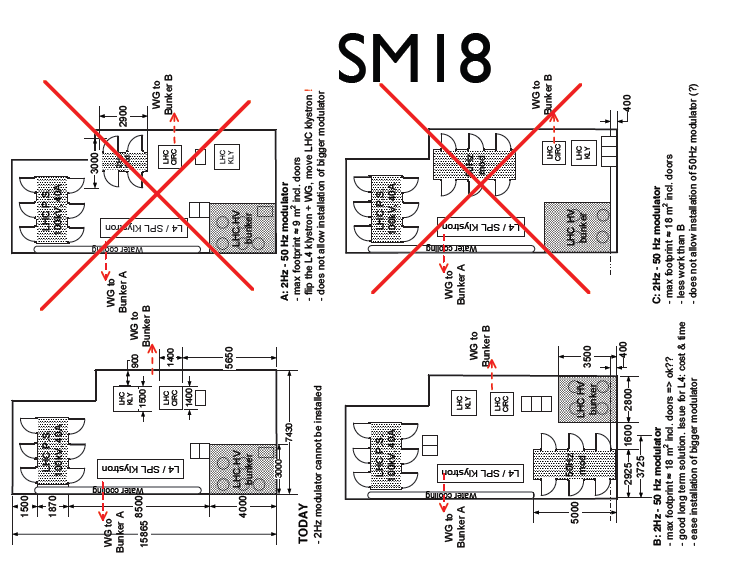 SM18
WG to
Bunker B
2900
3000
LHC P.S.
100kV, 40A
LHC
CIRC
LHC
KLY
L4 / SPL Klystron
LHC HV
bunker
Water cooling
WG to
Bunker A
A: 2Hz - 50 Hz modulator
- max footprint ≈ 9 m² incl. doors
- flip the L4 klystron + WG, move LHC klystron !
- does not allow installation of bigger modulator
WG to
Bunker B
400
LHC P.S.
100kV, 40A
50Hz
mod
LHC
CIRC
LHC
KLY
L4 / SPL Klystron
LHC HV
bunker
Water cooling
WG to
Bunker A
C: 2Hz - 50 Hz modulator
- max footprint ≈ 18 m² incl. doors
- less work than B
- does not allow installation of 50Hz modulator (?)
WG to
Bunker B
900
1400
5650
LHC P.S.
100kV, 40A
LHC
KLY
1500
LHC
CIRC
1400
L4 / SPL Klystron
LHC HV
bunker
3000
7430
Water cooling
1500
1870
8500
4000
WG to
Bunker A
15865
TODAY
- 2Hz modulator cannot be installed
WG to
Bunker B
3500
400
LHC P.S.
100kV, 40A
LHC
KLY
LHC
CIRC
LHC HV
bunker
2800
1600
L4 / SPL Klystron
50Hz
mod
2925
3725
Water cooling
5000
WG to
Bunker A
B: 2Hz - 50 Hz modulator
- max footprint ≈ 18 m² incl. doors => ok??
- good long term solution. Issue for L4: cost & time
- ease installation of bigger modulator